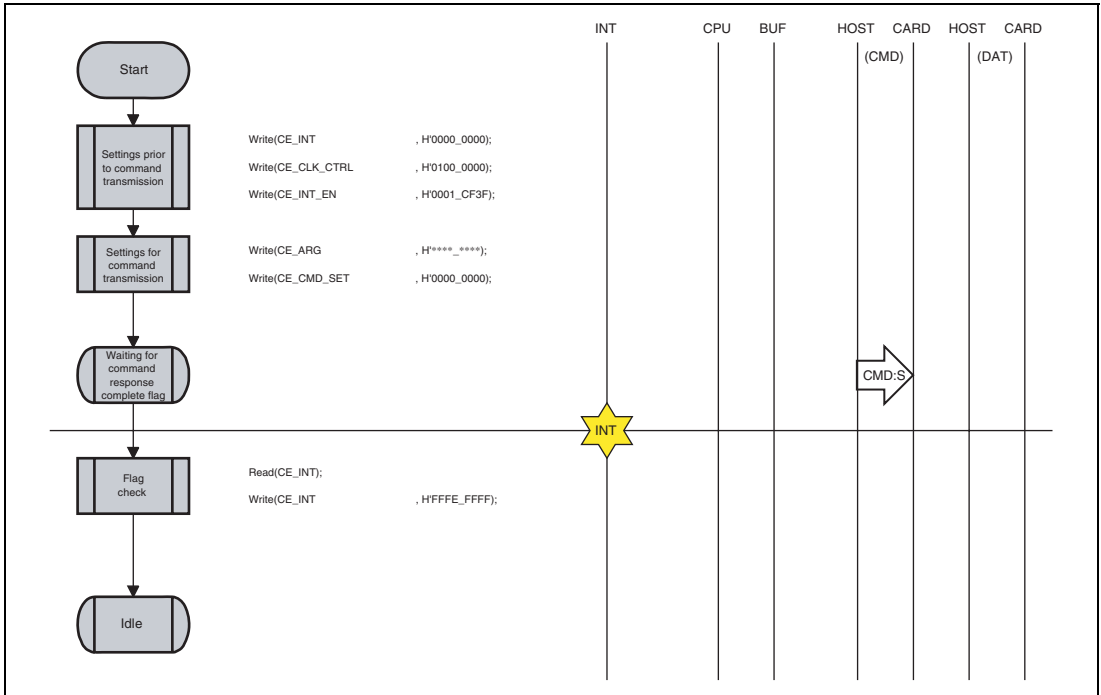 INT CPU BUF HOST CARD HOST CARD
(CMD) (DAT)
Start
Settings prior
to command
transmission
Write(CE_INT , H'0000_0000);
Write(CE_CLK_CTRL , H'0100_0000);
Write(CE_INT_EN , H'0001_CF3F);
Settings for
command
transmission
Write(CE_ARG , H'****_****);
Write(CE_CMD_SET , H'0000_0000);
Waiting for
command
response
complete flag
CMD:S
INT
Flag
check
Read(CE_INT);
Write(CE_INT , H'FFFE_FFFF);
Idle